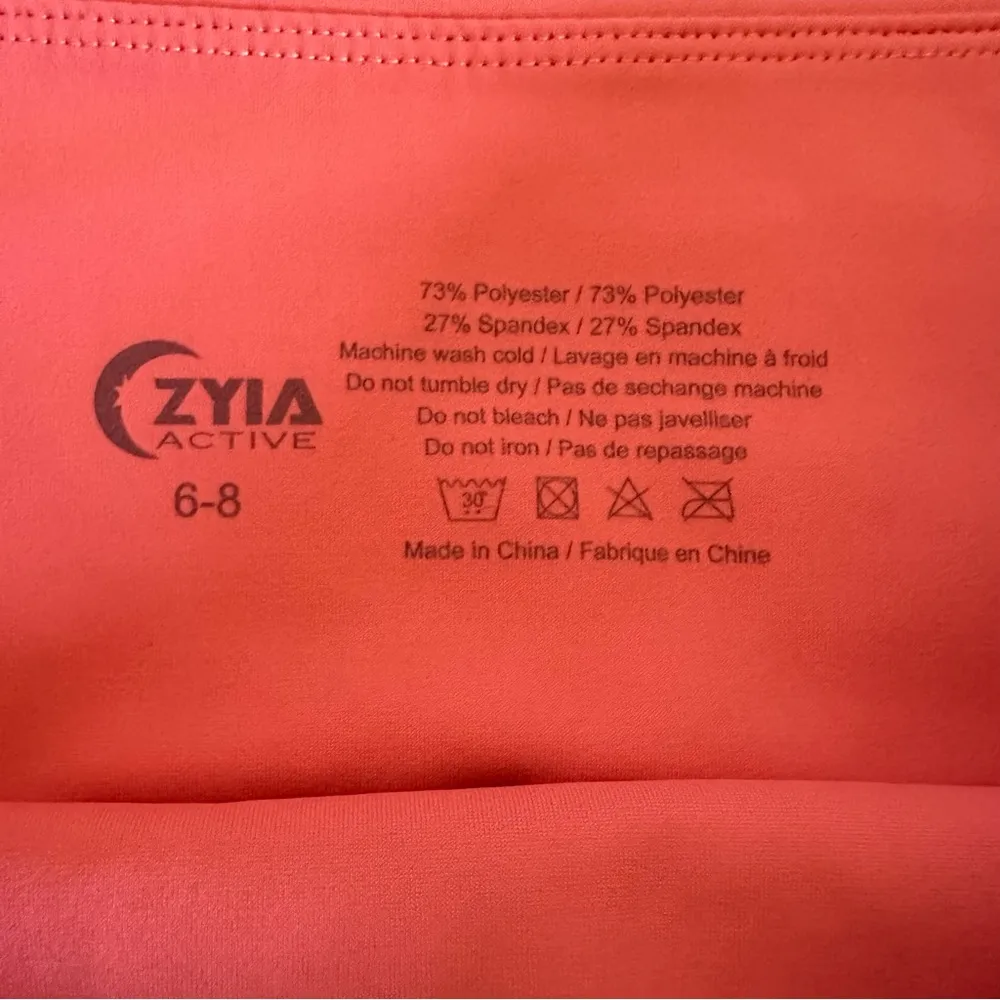 ZYIA
ACTIVE
6-8
73% Polyester / 73% Polyester
27% Spandex / 27% Spandex
Machine wash cold / Lavage en machine à froid
Do not tumble dry / Pas de sechange machine
Do not bleach / Ne pas javelliser
Do not iron / Pas de repassage
30°
Made in China / Fabrique en Chine